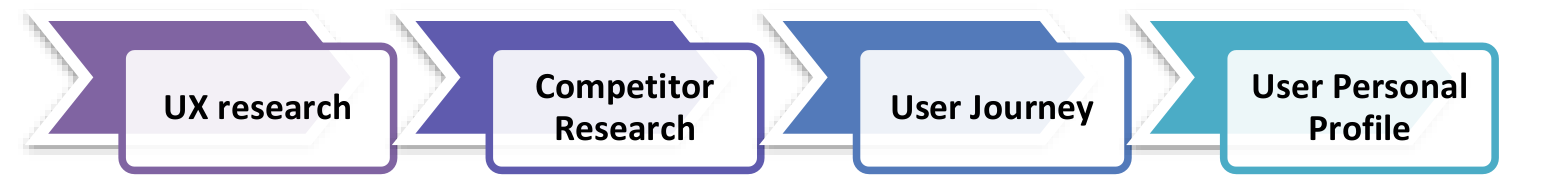 UX research
Competitor
Research
User Journey
User Personal
Profile